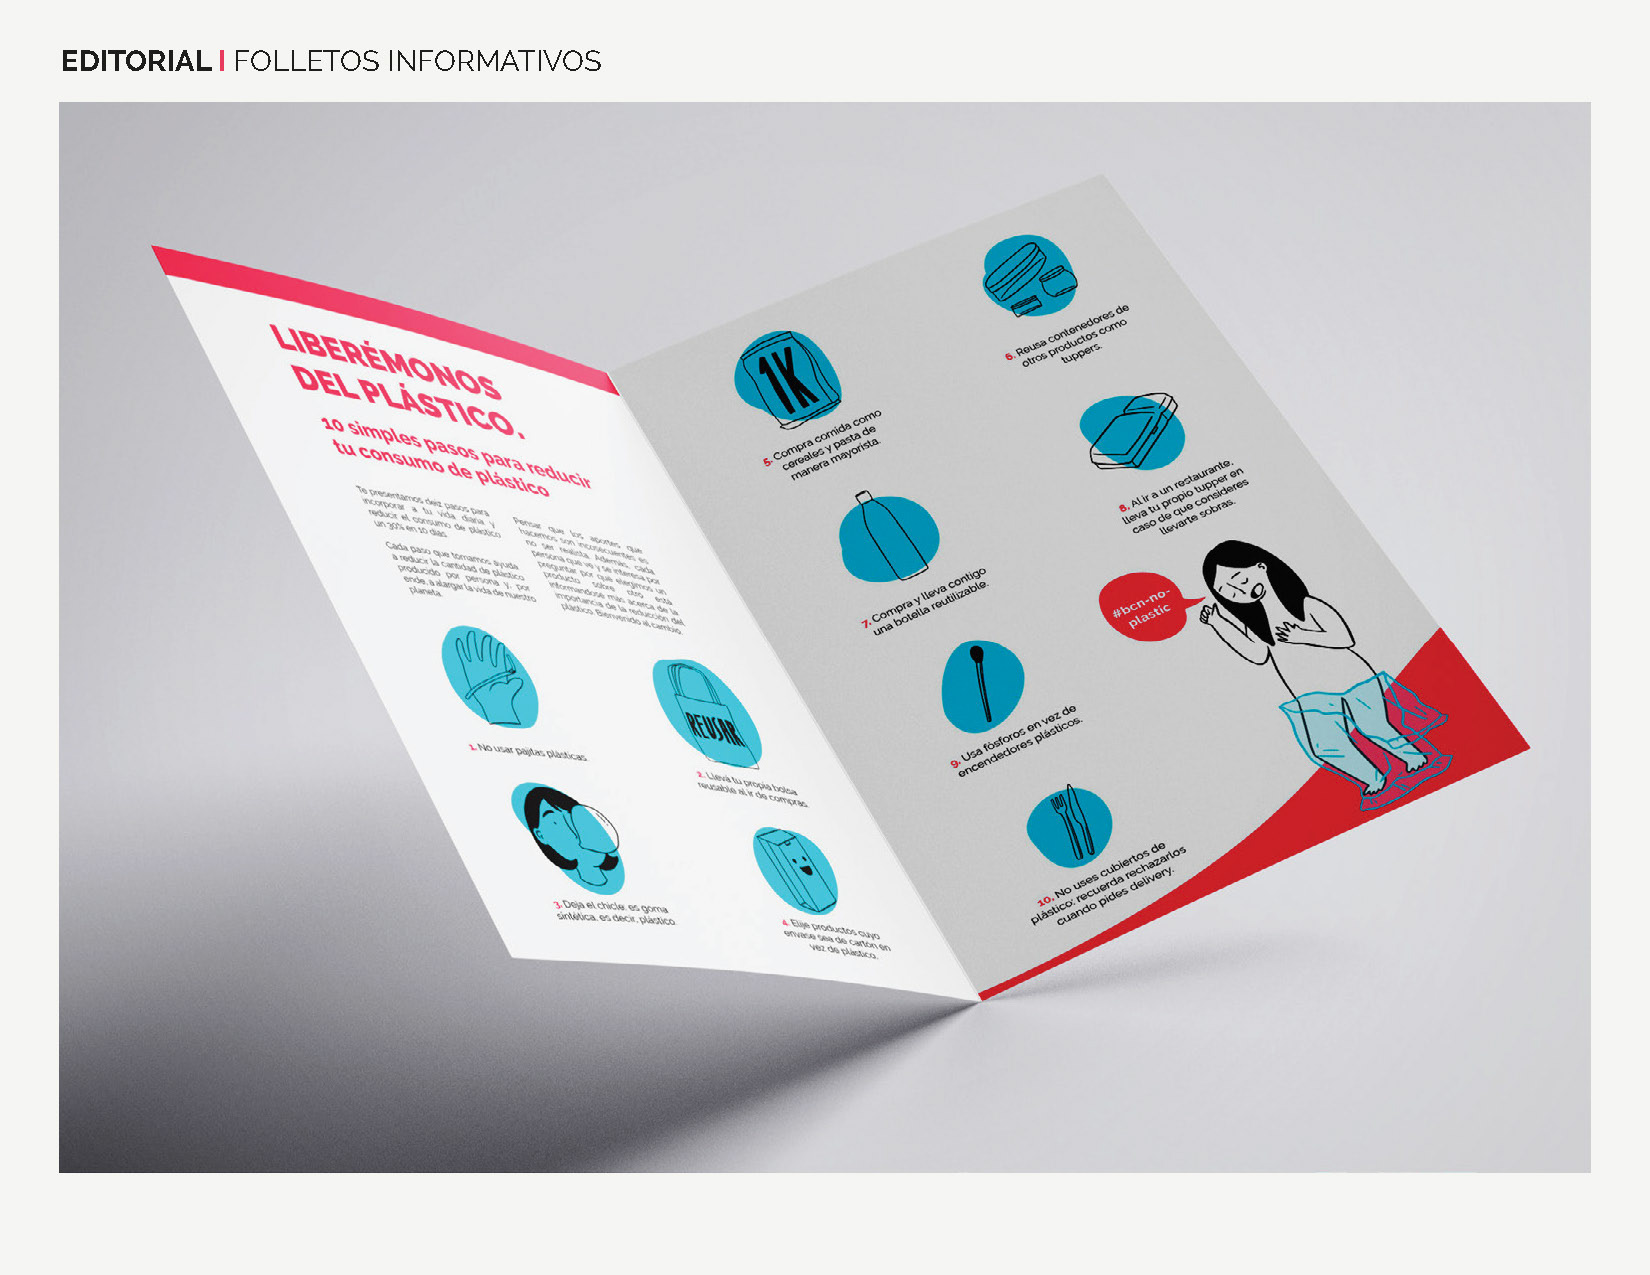 EDITORIAL | FOLLETOS INFORMATIVOS
LIBERÉMONOS
DEL PLÁSTICO.
10 simples pasos para reducir
tu consumo de plástico
Te presentamos deiz pasos para
incorporar a tu vida diaria y
reducir el consumo de plástico
un 30% en 10 días.
Cada paso que tomamos ayuda
a reducir la cantidad de plástico
producido por persona y, por
ende, a alargar la vida de nuestro
planeta.
Pensar que los aportes que
hacemos son incosecuentes es
no ser realista. Además, cada
persona que ve y se interesa por
preguntar por qué elegimos un
producto sobre otro está
informandose más acerca de la
importancia de la reducción del
plástico. Bienvenido al cambio.
1. No usar pajitas plásticas
REUSAR
2. Llevá tu propia bolsa
reusable al ir de compras
3. Deja el chicle: es goma
sintética, es decir, plástico.
4. Elije productos cuyo
envase sea de cartón en
vez de plástico.
1K
5. Compra comida como
cereales y pasta de
manera mayorista.
6. Reusa contenedores de
otros productos como
tuppers.
7. Compra y lleva contigo
una botella reutilizable.
8. Al ir a un restaurante,
lleva tu propio tupper en
caso de que consideres
llevarte sobras.
9. Usa fósforos en vez de
encendedores plásticos.
10. No uses cubiertos de
plástico: recuerda rechazarlos
cuando pides delivery.
#bcn-no-
plastic